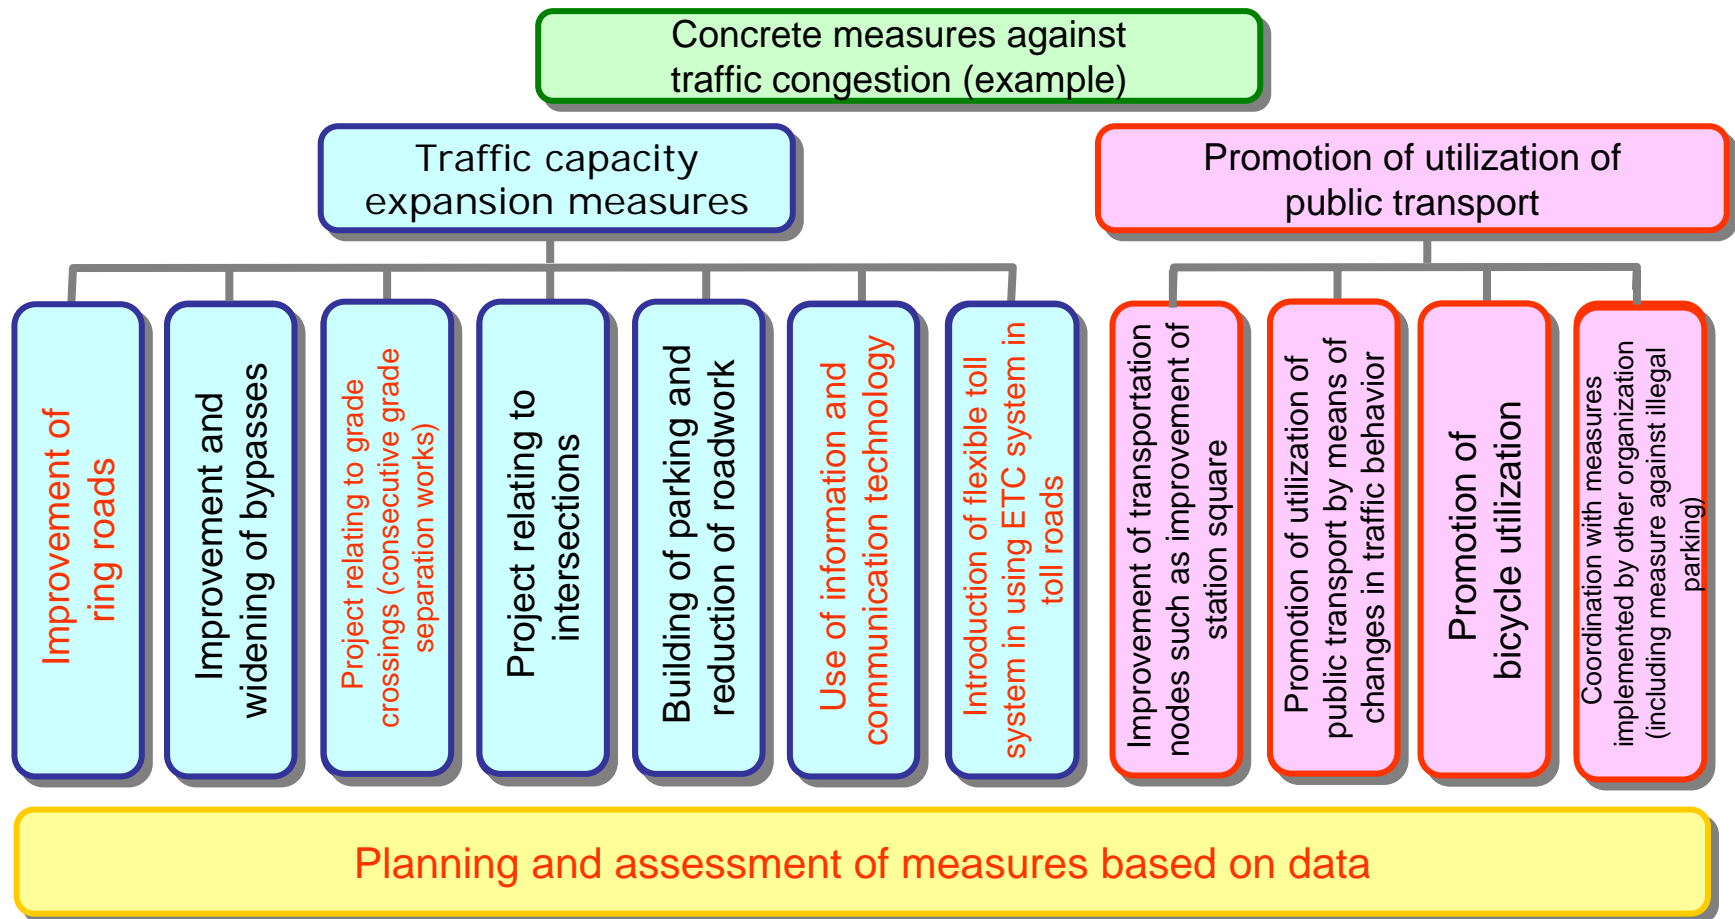 Concrete measures against
traffic congestion (example)
Traffic capacity
expansion measures
Promotion of utilization of
public transport
Improvement of
ring roads
Improvement and
widening of bypasses
Project relating to grade
crossings (consecutive grade
separation works)
Project relating to
intersections
Building of parking and
reduction of roadwork
Use of information and
communication technology
Introduction of flexible toll
system in using ETC system in
toll roads
Improvement of transportation
nodes such as improvement of
station square
Promotion of utilization of
public transport by means of
changes in traffic behavior
Promotion of
bicycle utilization
Coordination with measures
implemented by other organization
(including measure against illegal
parking)
Planning and assessment of measures based on data